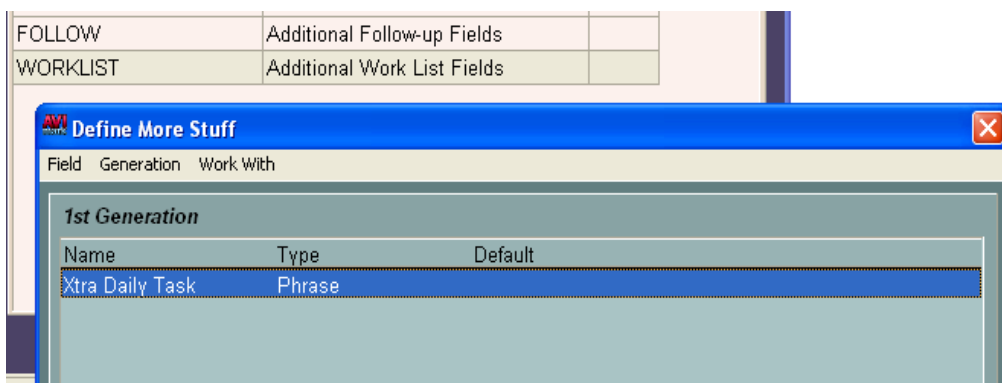 FOLLOW Additional Follow-up Fields
WORKLIST Additional Work List Fields
Define More Stuff
Field Generation Work With
1st Generation
Name Type Default
Xtra Daily Task Phrase